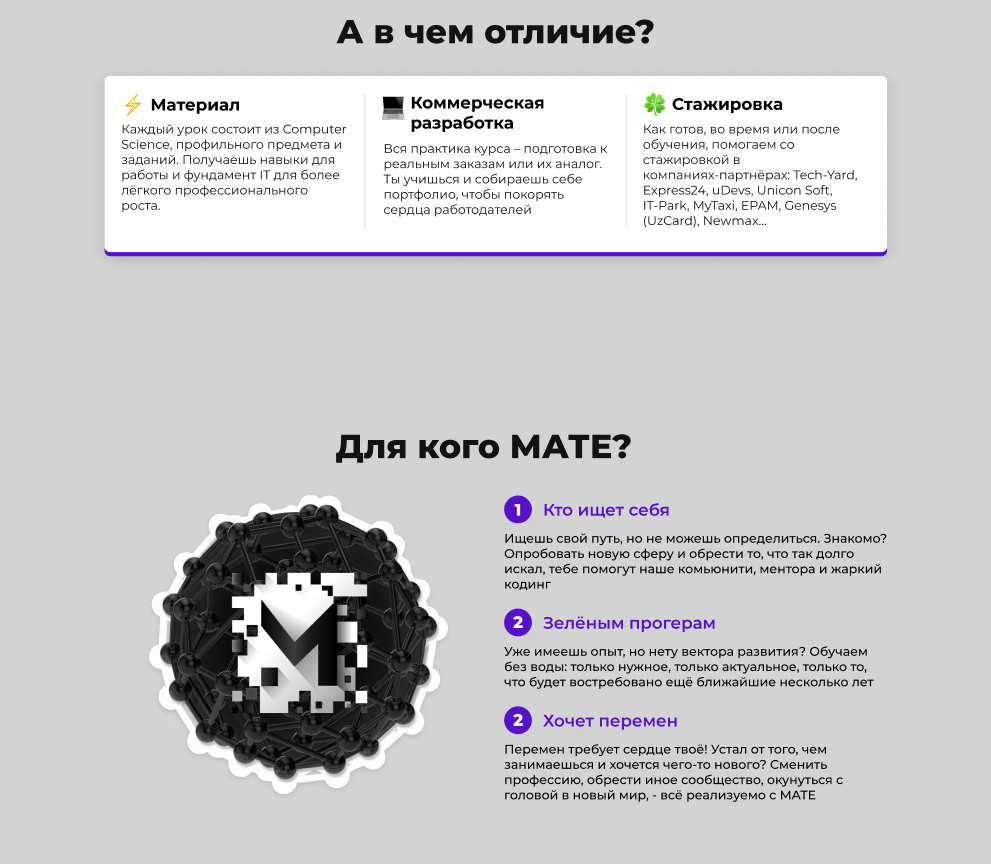 А в чем отличие?
Материал
Каждый урок состоит из Computer
Science, профильного предмета и
заданий. Получаешь навыки для
работы и фундамент IT для более
лёгкого профессионального
роста.
Коммерческая
разработка
Вся практика курса – подготовка к
реальным заказам или их аналог.
Ты учишься и собираешь себе
портфолио, чтобы покорять
сердца работодателей
Стажировка
Как готов, во время или после
обучения, помогаем со
стажировкой в
компаниях-партнёрах: Tech-Yard,
Express24, uDevs, Unicon Soft,
IT-Park, MyTaxi, EPAM, Genesys
(UzCard), Newmax...
Для кого MATE?
M
1 Кто ищет себя
Ищешь свой путь, но не можешь определиться. Знакомо?
Опробовать новую сферу и обрести то, что так долго
искал, тебе помогут наше комьюнити, ментора и жаркий
кодинг
2 Зелёным прогерам
Уже имеешь опыт, но нету вектора развития? Обучаем
без воды: только нужное, только актуальное, только то,
что будет востребовано ещё ближайшие несколько лет
2 Хочет перемен
Перемен требует сердце твоё! Устал от того, чем
занимаешься и хочется чего-то нового? Сменить
профессию, обрести иное сообщество, окунуться с
головой в новый мир, - всё реализуемо с MATE